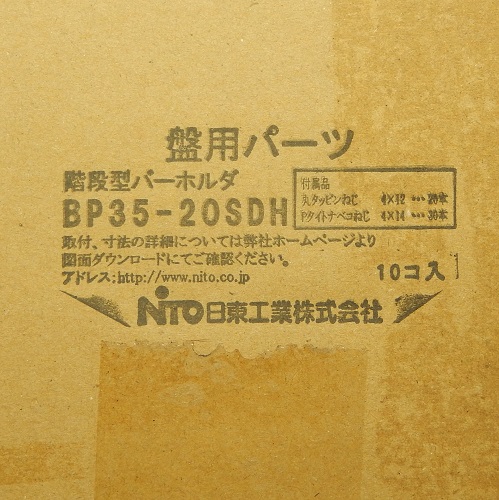 盤用パーツ
階段型バーホルダ
BP35-20SDH
付属品
丸タッピンねじ 4×12 … 20本
Pタイトナベコねじ 4×14 … 30本
取付、寸法の詳細については弊社ホームページより
図面ダウンロードにてご確認ください。
アドレス:http://www.nito.co.jp
10コ入
NITO日東工業株式会社